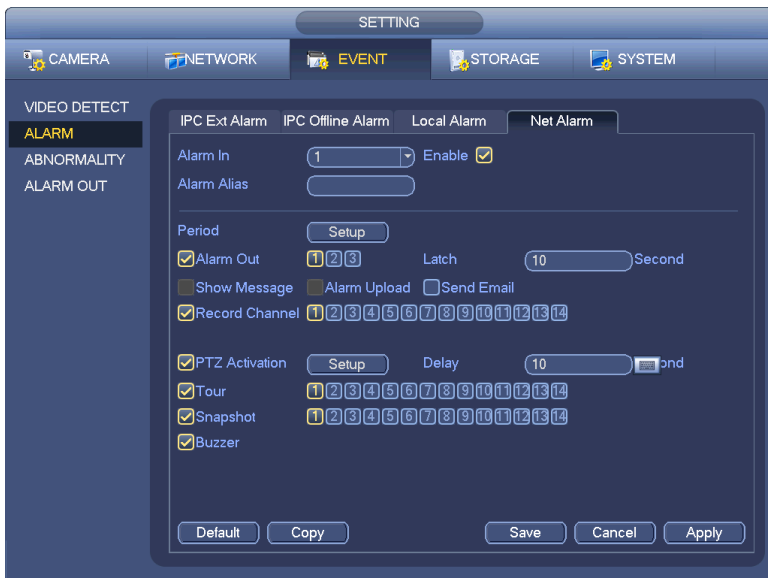 SETTING
CAMERA NETWORK EVENT STORAGE SYSTEM
VIDEO DETECT
ALARM
ABNORMALITY
ALARM OUT
IPC Ext Alarm IPC Offline Alarm Local Alarm Net Alarm
Alarm In 1 Enable
Alarm Alias
Period Setup
Alarm Out 1 2 3 Latch 10 Second
Show Message Alarm Upload Send Email
Record Channel 1 2 3 4 5 6 7 8 9 10 11 12 13 14
PTZ Activation Setup Delay 10 ond
Tour 1 2 3 4 5 6 7 8 9 10 11 12 13 14
Snapshot 1 2 3 4 5 6 7 8 9 10 11 12 13 14
Buzzer
Default Copy Save Cancel Apply